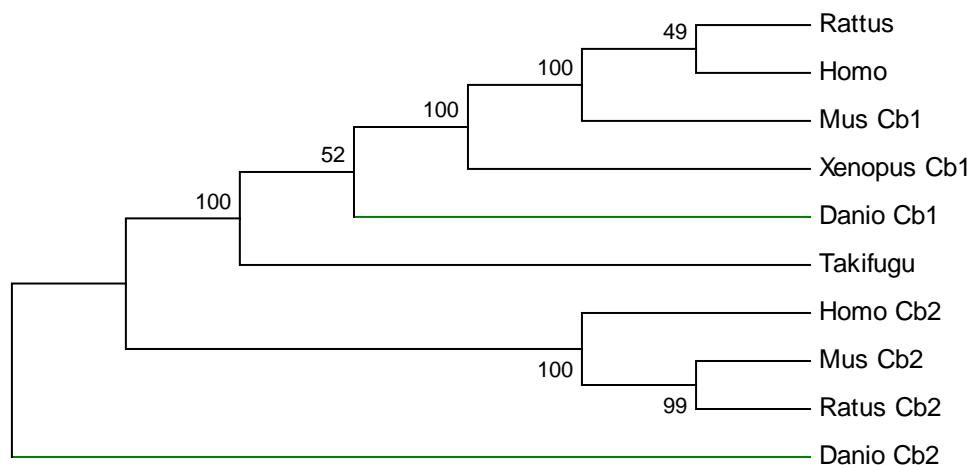 Rattus
49
Homo
100
Mus Cb1
100
Xenopus Cb1
52
Danio Cb1
100
Takifugu
Homo Cb2
100
Mus Cb2
99
Ratus Cb2
Danio Cb2